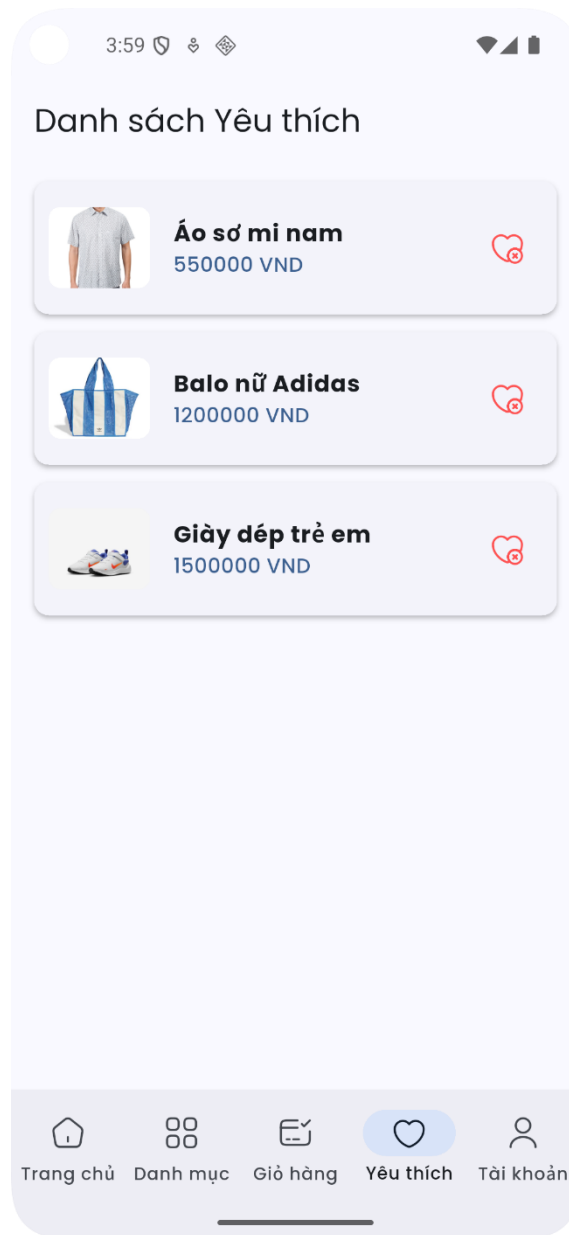 3:59
Danh sách Yêu thích
Áo sơ mi nam
550000 VND
Balo nữ Adidas
1200000 VND
Giày dép trẻ em
1500000 VND
Trang chủ Danh mục Giỏ hàng Yêu thích Tài khoản